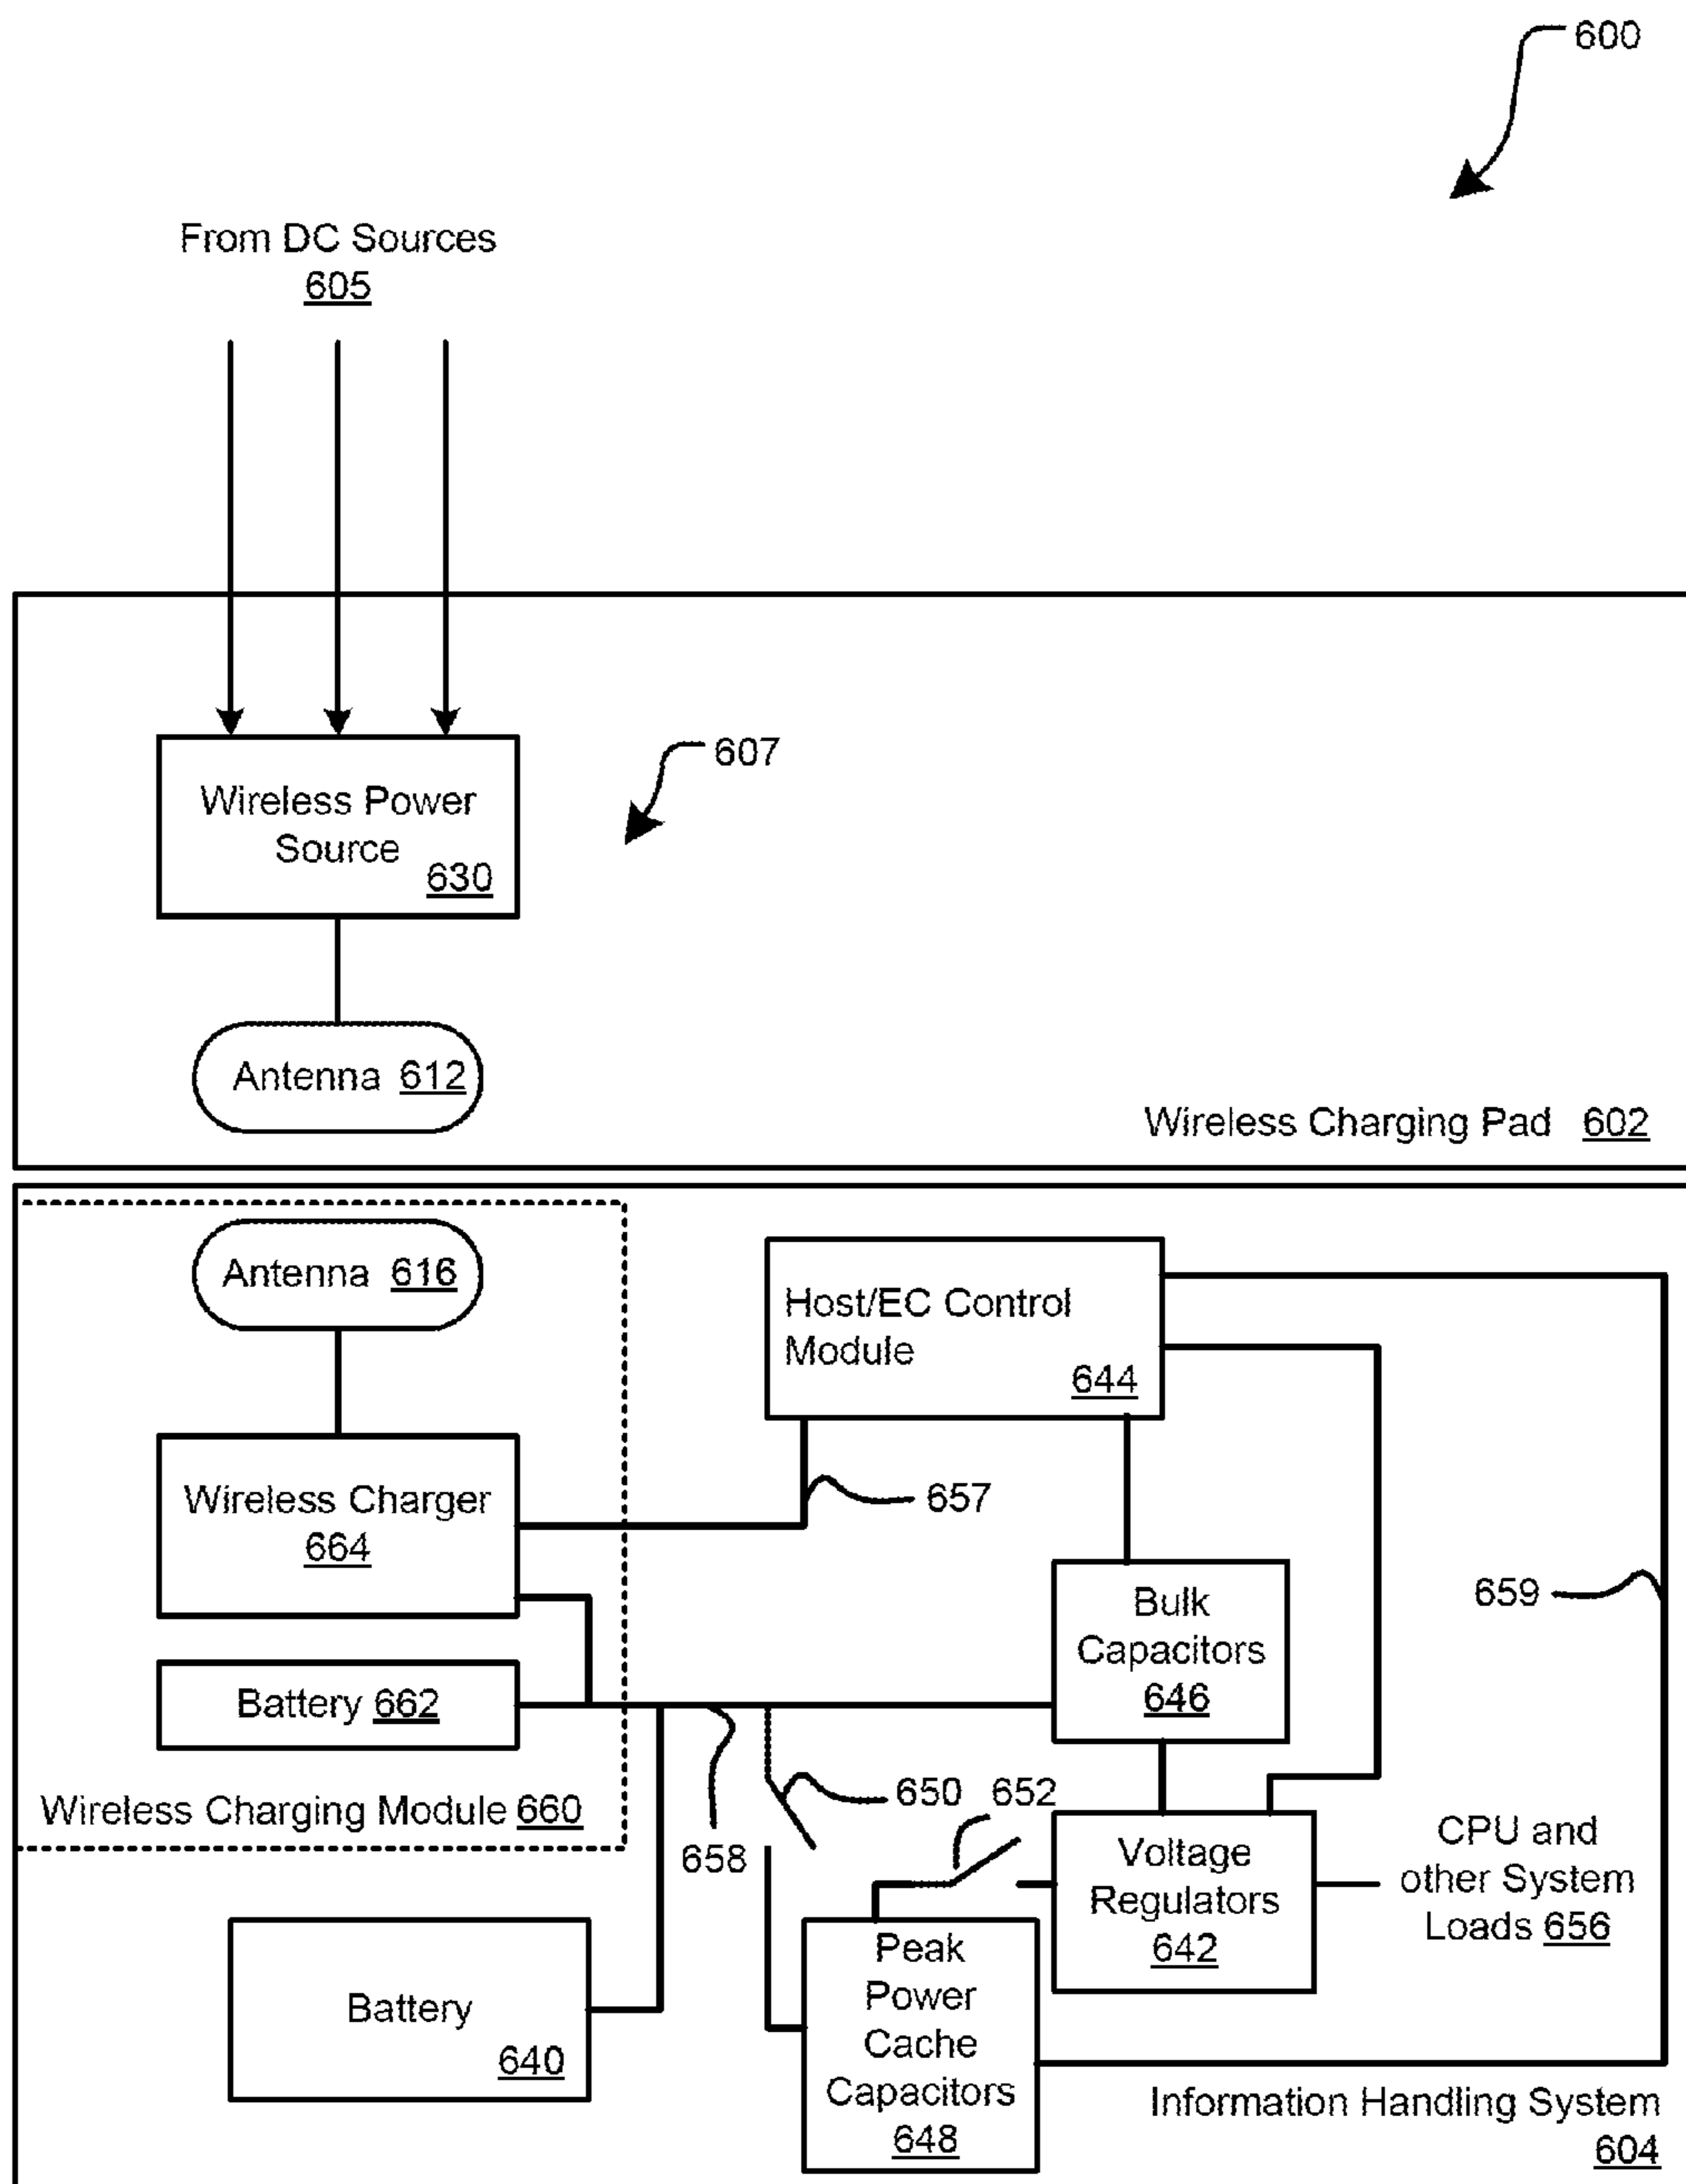 600
From DC Sources
605
607
Wireless Power
Source
630
Antenna 612
Wireless Charging Pad 602
Antenna 616
Host/EC Control
Module
644
Wireless Charger
664
657
Bulk
Capacitors
646
659
Battery 662
Wireless Charging Module 660
658
650
652
Voltage
Regulators
642
CPU and
other System
Loads 656
Battery
640
Peak
Power
Cache
Capacitors
648
Information Handling System
604